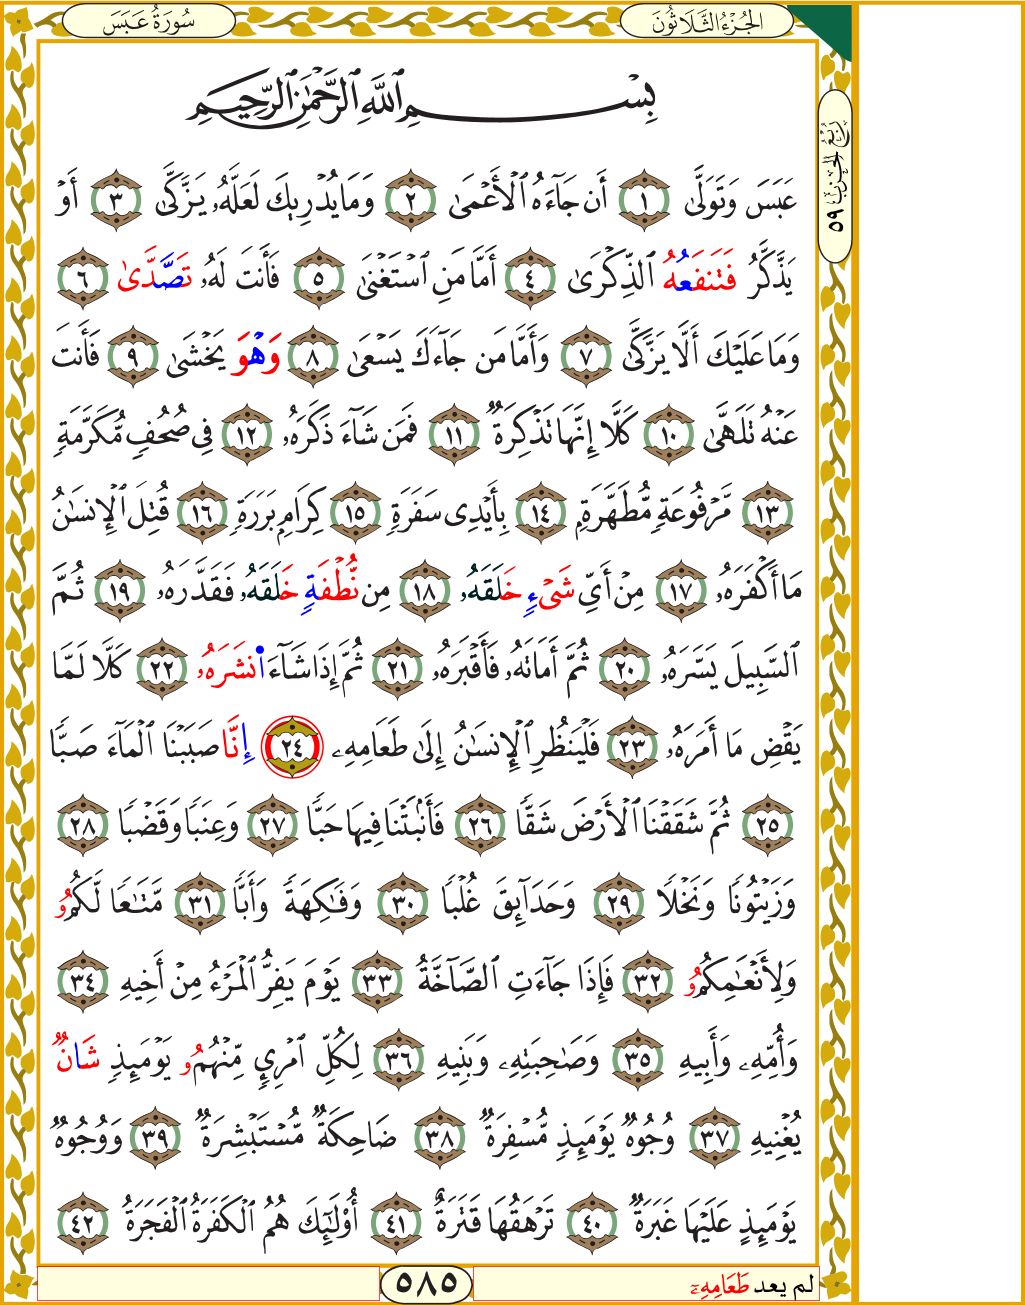 الجُزْءُ الثَّلَاثُونَ
سُورَةُ عَبَسَ
رُبْعُ الحِزْبِ ٥٩
بِسْمِ ٱللَّهِ ٱلرَّحْمَٰنِ ٱلرَّحِيمِ
عَبَسَ وَتَوَلَّىٰ ١ أَن جَآءَهُ ٱلْأَعْمَىٰ ٢ وَمَا يُدْرِيكَ لَعَلَّهُۥ يَزَّكَّىٰ ٣ أَوْ
يَذَّكَّرُ فَتَنفَعُهُ ٱلذِّكْرَىٰ ٤ أَمَّا مَنِ ٱسْتَغْنَىٰ ٥ فَأَنتَ لَهُۥ تَصَّدَّىٰ ٦
وَمَا عَلَيْكَ أَلَّا يَزَّكَّىٰ ٧ وَأَمَّا مَن جَآءَكَ يَسْعَىٰ ٨ وَهْوَ يَخْشَىٰ ٩ فَأَنتَ
عَنْهُ تَلَهَّىٰ ١٠ كَلَّا إِنَّهَا تَذْكِرَةٌ ١١ فَمَن شَآءَ ذَكَرَهُۥ ١٢ فِى صُحُفٍ مُّكَرَّمَةٍ
١٣ مَّرْفُوعَةٍ مُّطَهَّرَةٍۭ ١٤ بِأَيْدِى سَفَرَةٍ ١٥ كِرَامٍۭ بَرَرَةٍ ١٦ قُتِلَ ٱلْإِنسَٰنُ
مَآ أَكْفَرَهُۥ ١٧ مِنْ أَىِّ شَىْءٍ خَلَقَهُۥ ١٨ مِن نُّطْفَةٍ خَلَقَهُۥ فَقَدَّرَهُۥ ١٩ ثُمَّ
ٱلسَّبِيلَ يَسَّرَهُۥ ٢٠ ثُمَّ أَمَاتَهُۥ فَأَقْبَرَهُۥ ٢١ ثُمَّ إِذَا شَآءَ ا۬نشَرَهُۥ ٢٢ كَلَّا لَمَّا
يَقْضِ مَآ أَمَرَهُۥ ٢٣ فَلْيَنظُرِ ٱلْإِنسَٰنُ إِلَىٰ طَعَامِهِۦ ٢٤ إِنَّا صَبَبْنَا ٱلْمَآءَ صَبًّا
٢٥ ثُمَّ شَقَقْنَا ٱلْأَرْضَ شَقًّا ٢٦ فَأَنۢبَتْنَا فِيهَا حَبًّا ٢٧ وَعِنَبًا وَقَضْبًا ٢٨
وَزَيْتُونًا وَنَخْلًا ٢٩ وَحَدَآئِقَ غُلْبًا ٣٠ وَفَٰكِهَةً وَأَبًّا ٣١ مَّتَٰعًا لَّكُمُۥ
وَلِأَنْعَٰمِكُمُۥ ٣٢ فَإِذَا جَآءَتِ ٱلصَّآخَّةُ ٣٣ يَوْمَ يَفِرُّ ٱلْمَرْءُ مِنْ أَخِيهِ ٣٤
وَأُمِّهِۦ وَأَبِيهِ ٣٥ وَصَٰحِبَتِهِۦ وَبَنِيهِ ٣٦ لِكُلِّ ٱمْرِئٍ مِّنْهُمُۥ يَوْمَئِذٍ شَانٌ
يُغْنِيهِ ٣٧ وُجُوهٌ يَوْمَئِذٍ مُّسْفِرَةٌ ٣٨ ضَاحِكَةٌ مُّسْتَبْشِرَةٌ ٣٩ وَوُجُوهٌ
يَوْمَئِذٍ عَلَيْهَا غَبَرَةٌ ٤٠ تَرْهَقُهَا قَتَرَةٌ ٤١ أُوْلَٰٓئِكَ هُمُ ٱلْكَفَرَةُ ٱلْفَجَرَةُ ٤٢
لم يعد طَعَامِهِۦٓ
٥٨٥